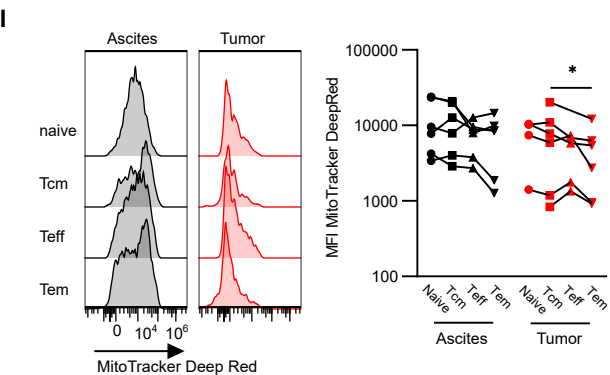 I
Ascites
Tumor
naive
Tcm
Teff
Tem
0 10⁴ 10⁶
MitoTracker Deep Red
MFI MitoTracker DeepRed
100000
10000
1000
100
*
Naive Tcm Teff Tem Naive Tcm Teff Tem
Ascites Tumor